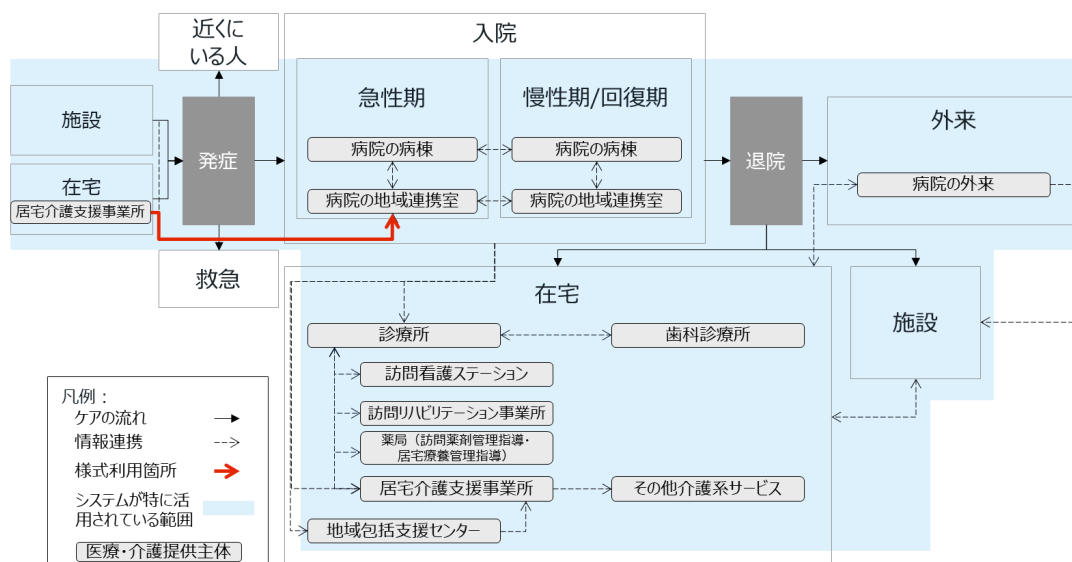 近くに
いる人
入院
急性期
慢性期/回復期
施設
発症
病院の病棟
病院の病棟
退院
外来
在宅
病院の地域連携室
病院の地域連携室
病院の外来
居宅介護支援事業所
救急
在宅
施設
診療所
歯科診療所
訪問看護ステーション
訪問リハビリテーション事業所
薬局（訪問薬剤管理指導・
居宅療養管理指導）
居宅介護支援事業所
その他介護系サービス
地域包括支援センター
凡例：
ケアの流れ
情報連携
様式利用箇所
システムが特に活
用されている範囲
医療・介護提供主体